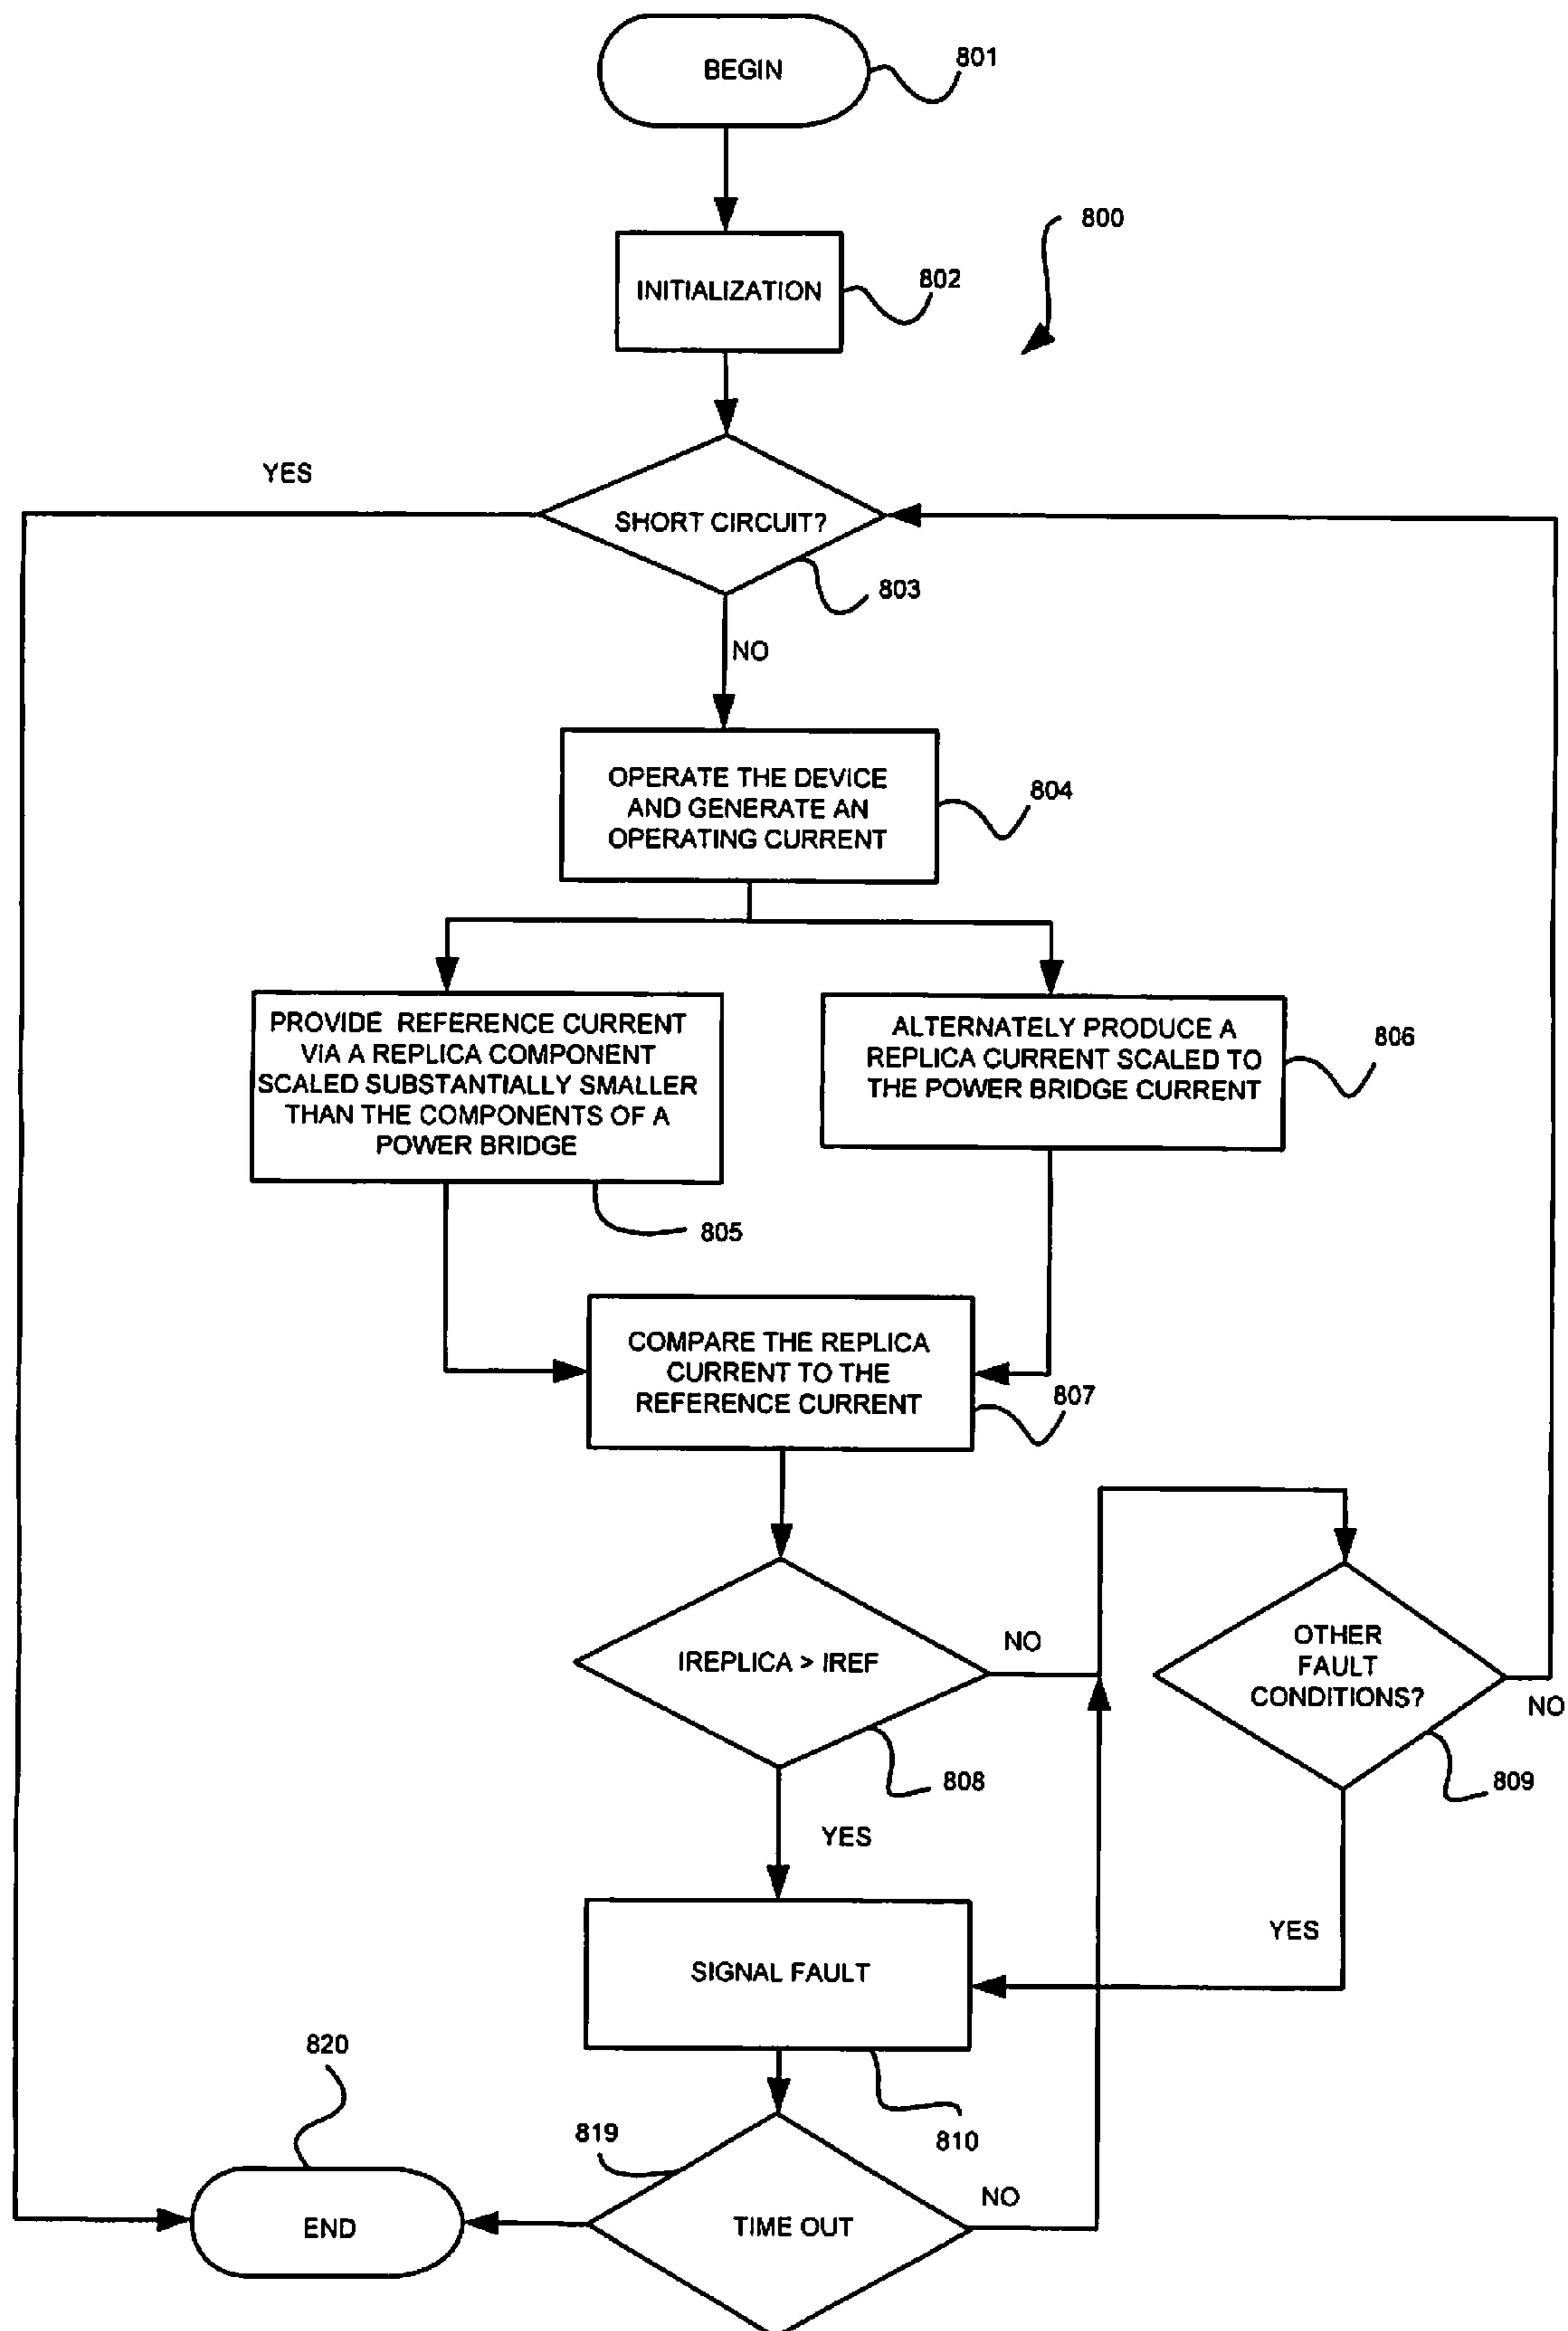 BEGIN
801
800
INITIALIZATION
802
YES
SHORT CIRCUIT?
803
NO
OPERATE THE DEVICE
AND GENERATE AN
OPERATING CURRENT
804
PROVIDE REFERENCE CURRENT
VIA A REPLICA COMPONENT
SCALED SUBSTANTIALLY SMALLER
THAN THE COMPONENTS OF A
POWER BRIDGE
805
ALTERNATELY PRODUCE A
REPLICA CURRENT SCALED TO
THE POWER BRIDGE CURRENT
806
COMPARE THE REPLICA
CURRENT TO THE
REFERENCE CURRENT
807
IREPLICA > IREF
NO
808
YES
OTHER
FAULT
CONDITIONS?
NO
809
YES
SIGNAL FAULT
810
820
819
END
TIME OUT
NO